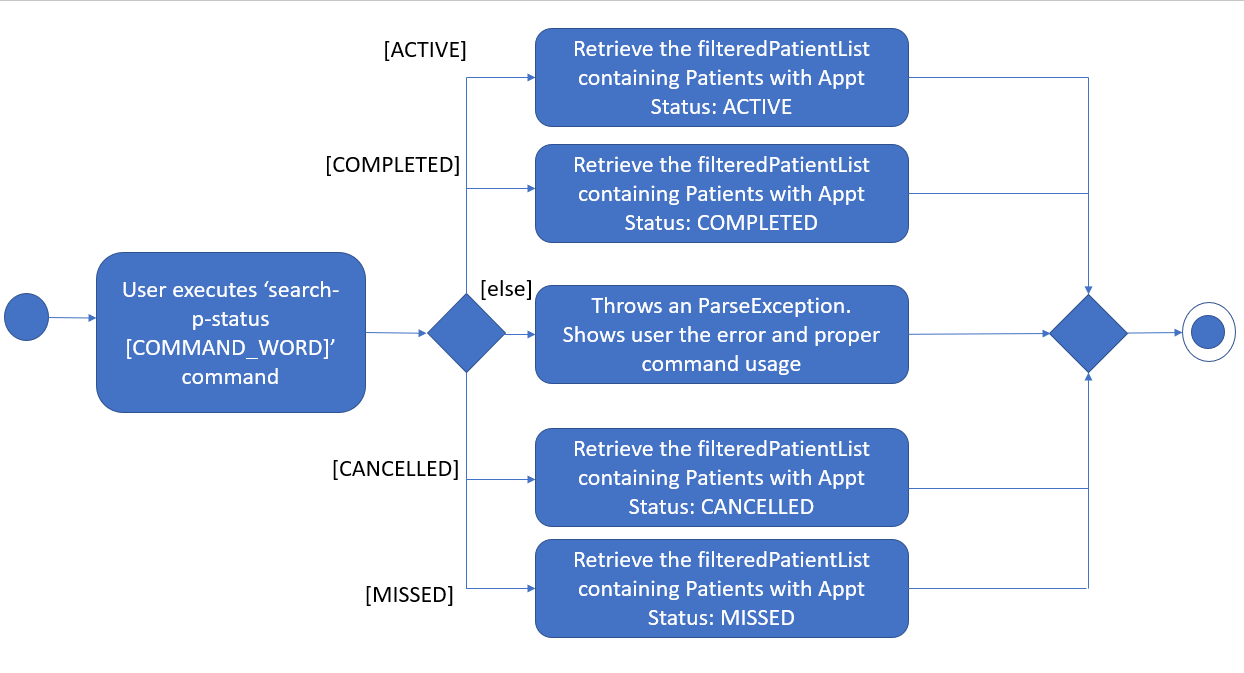 [ACTIVE]
Retrieve the filteredPatientList
containing Patients with Appt
Status: ACTIVE
[COMPLETED]
Retrieve the filteredPatientList
containing Patients with Appt
Status: COMPLETED
User executes ‘search-
p-status
[COMMAND_WORD]’
command
[else]
Throws an ParseException.
Shows user the error and proper
command usage
[CANCELLED]
Retrieve the filteredPatientList
containing Patients with Appt
Status: CANCELLED
[MISSED]
Retrieve the filteredPatientList
containing Patients with Appt
Status: MISSED